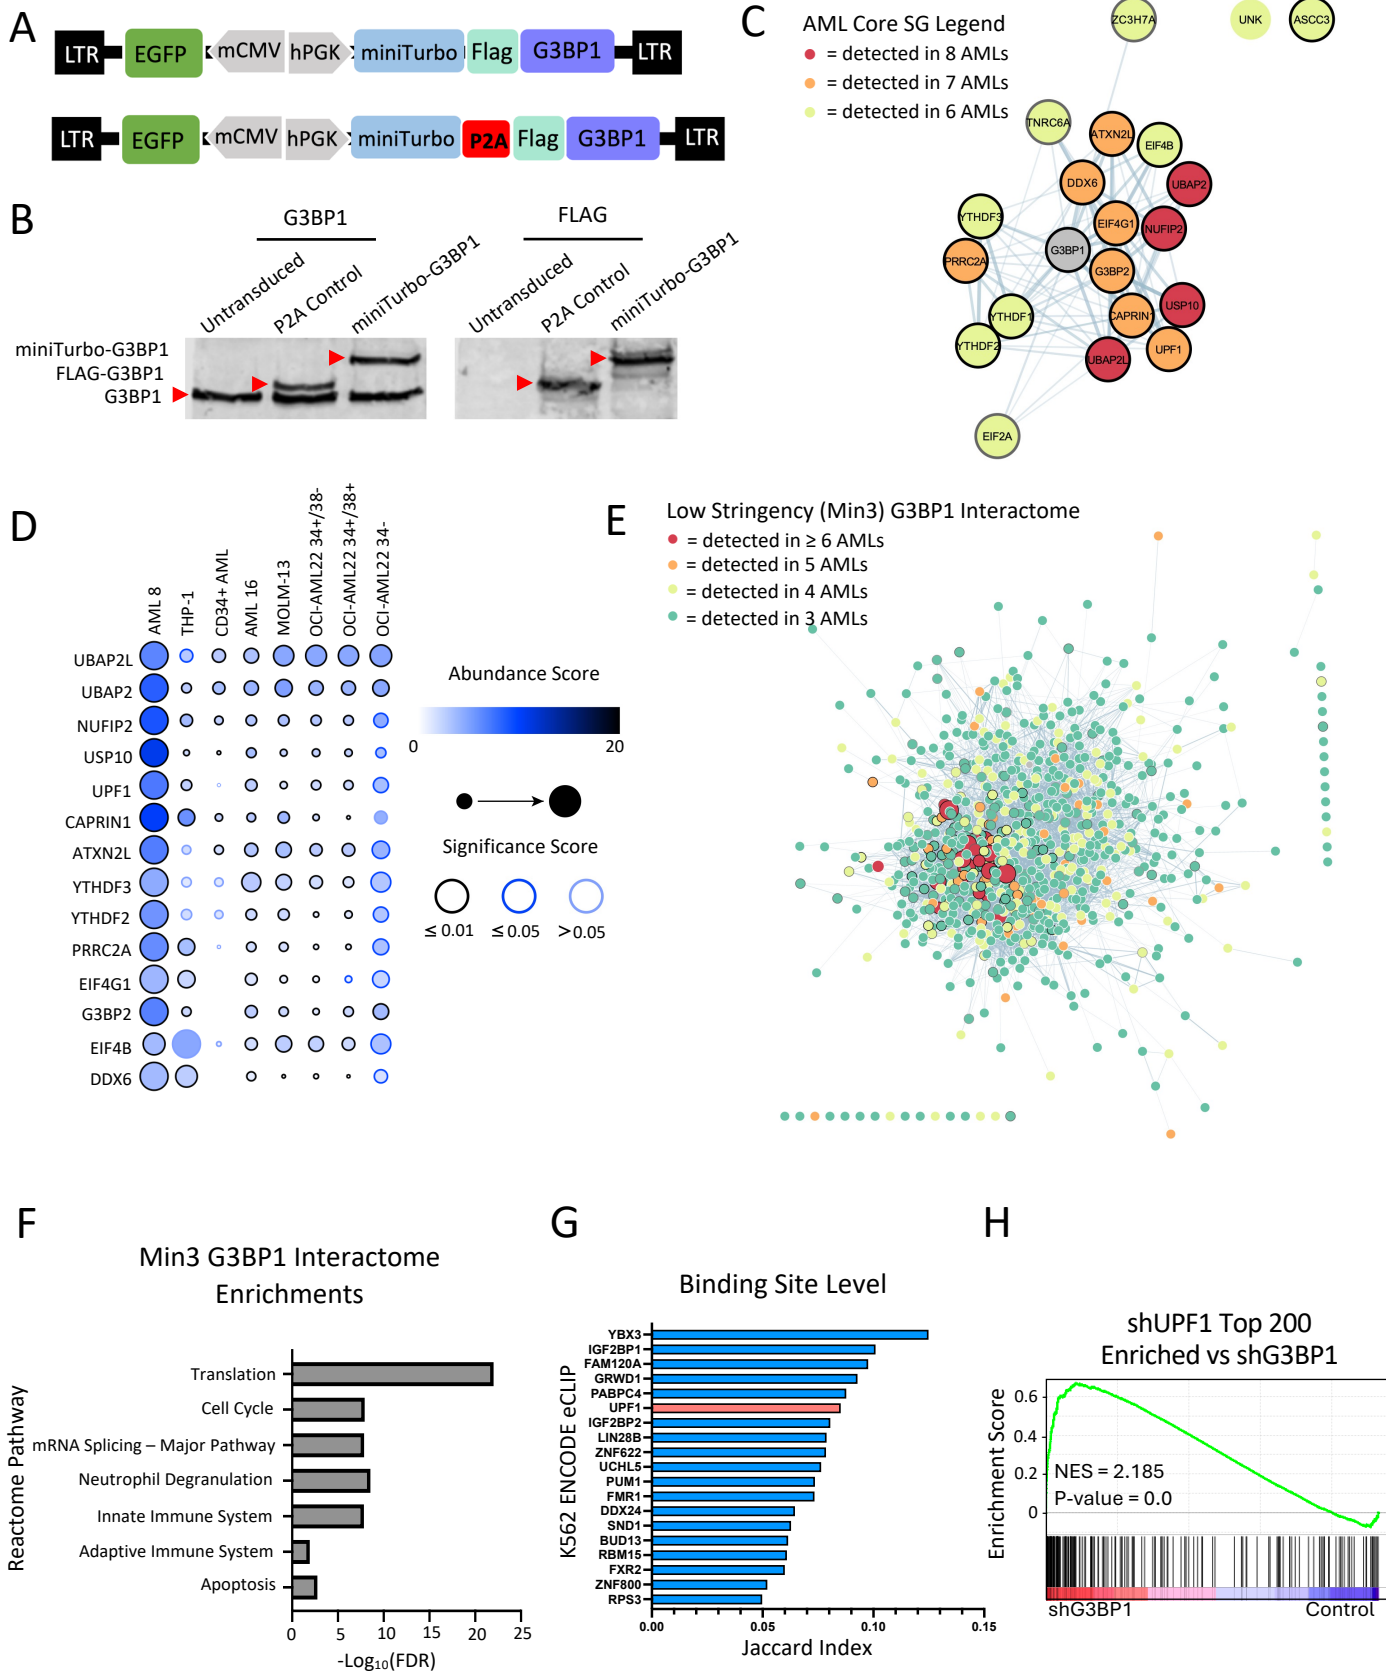 A
LTR EGFP mCMV hPGK miniTurbo Flag G3BP1 LTR
LTR EGFP mCMV hPGK miniTurbo P2A Flag G3BP1 LTR
B
G3BP1
FLAG
Untransduced
P2A Control
miniTurbo-G3BP1
Untransduced
P2A Control
miniTurbo-G3BP1
miniTurbo-G3BP1
FLAG-G3BP1
G3BP1
C
AML Core SG Legend
= detected in 8 AMLs
= detected in 7 AMLs
= detected in 6 AMLs
ZC3H7A
UNK
ASCC3
TNRC6A
ATXN2L
EIF4B
DDX6
UBAP2
YTHDF3
EIF4G1
NUFIP2
G3BP1
PRRC2A
G3BP2
USP10
YTHDF1
CAPRIN1
YTHDF2
UBAP2L
UPF1
EIF2A
D
AML 8
THP-1
CD34+ AML
AML 16
MOLM-13
OCI-AML22 34+/38-
OCI-AML22 34+/38+
OCI-AML22 34-
UBAP2L
UBAP2
NUFIP2
USP10
UPF1
CAPRIN1
ATXN2L
YTHDF3
YTHDF2
PRRC2A
EIF4G1
G3BP2
EIF4B
DDX6
Abundance Score
0 20
Significance Score
≤ 0.01 ≤ 0.05 > 0.05
E
Low Stringency (Min3) G3BP1 Interactome
= detected in ≥ 6 AMLs
= detected in 5 AMLs
= detected in 4 AMLs
= detected in 3 AMLs
F
Min3 G3BP1 Interactome
Enrichments
Reactome Pathway
Translation
Cell Cycle
mRNA Splicing – Major Pathway
Neutrophil Degranulation
Innate Immune System
Adaptive Immune System
Apoptosis
0 5 10 15 20 25
-Log₁₀(FDR)
G
Binding Site Level
K562 ENCODE eCLIP
YBX3
IGF2BP1
FAM120A
GRWD1
PABPC4
UPF1
IGF2BP2
LIN28B
ZNF622
UCHL5
PUM1
FMR1
DDX24
SND1
BUD13
RBM15
FXR2
ZNF800
RPS3
0.00 0.05 0.10 0.15
Jaccard Index
H
shUPF1 Top 200
Enriched vs shG3BP1
Enrichment Score
0.6
0.4
0.2
0
NES = 2.185
P-value = 0.0
shG3BP1 Control